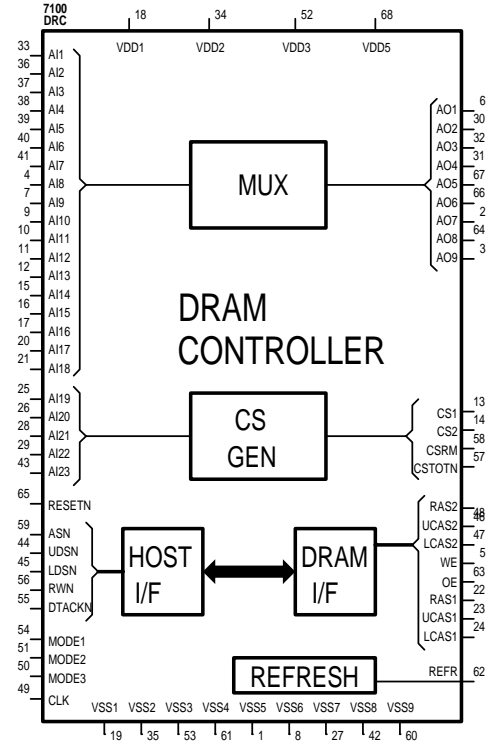 7100
DRC
18 34 52 68
VDD1 VDD2 VDD3 VDD5
33 AI1
36 AI2
37 AI3
38 AI4
39 AI5
40 AI6
41 AI7
4 AI8
7 AI9
9 AI10
10 AI11
11 AI12
12 AI13
15 AI14
16 AI15
17 AI16
20 AI17
21 AI18
MUX
AO1 6
AO2 30
AO3 32
AO4 31
AO5 67
AO6 66
AO7 2
AO8 64
AO9 3
DRAM
CONTROLLER
25 AI19
26 AI20
28 AI21
29 AI22
43 AI23
CS
GEN
CS1 13
CS2 14
CSRM 58
CSTOTN 57
65 RESETN
59 ASN
44 UDSN
45 LDSN
56 RWN
55 DTACKN
HOST
I/F
DRAM
I/F
RAS2 48
UCAS2 46
LCAS2 47
WE 5
OE 63
RAS1 22
UCAS1 23
LCAS1 24
54 MODE1
51 MODE2
50 MODE3
49 CLK
REFRESH
REFR 62
VSS1 VSS2 VSS3 VSS4 VSS5 VSS6 VSS7 VSS8 VSS9
19 35 53 61 1 8 27 42 60